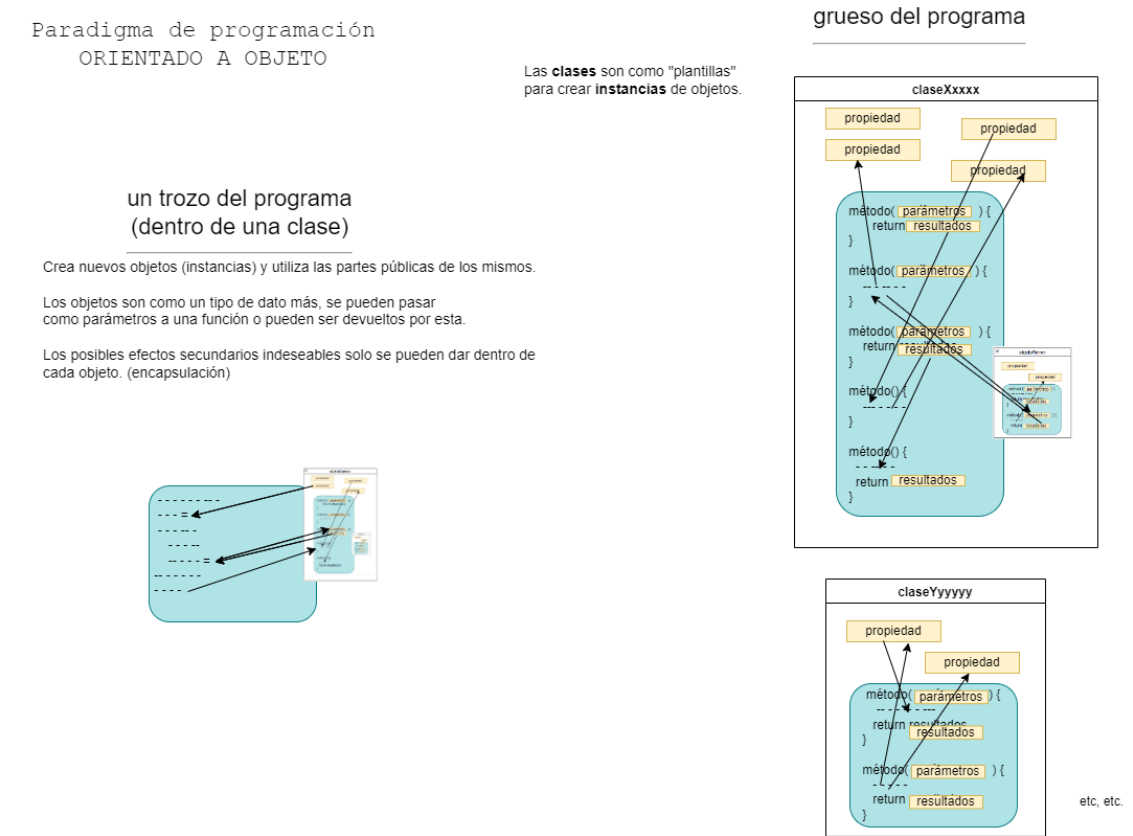 Paradigma de programación
ORIENTADO A OBJETO
un trozo del programa
(dentro de una clase)
Crea nuevos objetos (instancias) y utiliza las partes públicas de los mismos.
Los objetos son como un tipo de dato más, se pueden pasar
como parámetros a una función o pueden ser devueltos por esta.
Los posibles efectos secundarios indeseables solo se pueden dar dentro de
cada objeto. (encapsulación)
Las clases son como "plantillas"
para crear instancias de objetos.
grueso del programa
claseXxxxx
propiedad
propiedad
propiedad
propiedad
método( parámetros ) {
return resultados
}
método( parámetros ) {
}
método( parámetros ) {
return resultados
}
método() {
}
método() {
return resultados
}
propiedad
propiedad
claseYyyyyy
propiedad
propiedad
método( parámetros ) {
return resultados
resultados
}
método( parámetros ) {
return resultados
}
etc, etc.